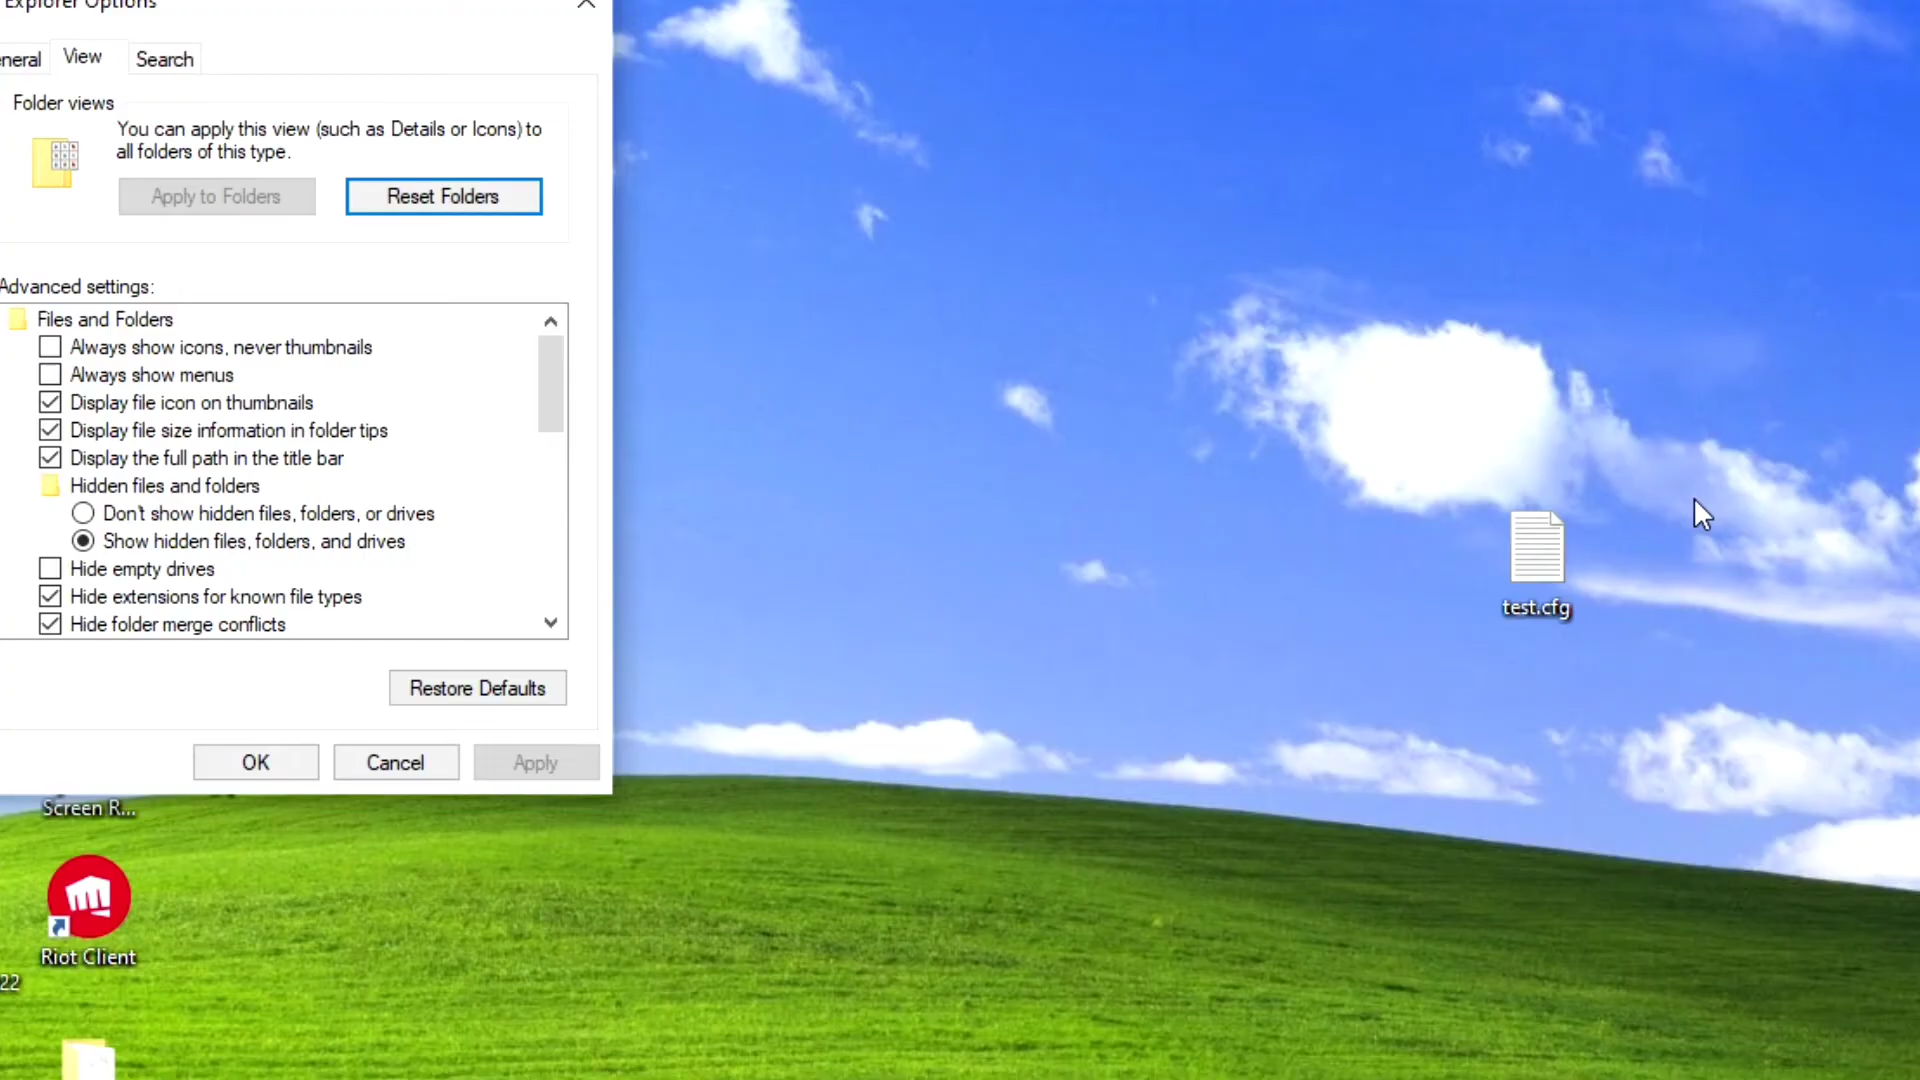 Explorer Options
eneral
View
Search
Folder views
You can apply this view (such as Details or Icons) to
all folders of this type.
Apply to Folders
Reset Folders
Advanced settings:
Files and Folders
Always show icons, never thumbnails
Always show menus
Display file icon on thumbnails
Display file size information in folder tips
Display the full path in the title bar
Hidden files and folders
Don't show hidden files, folders, or drives
Show hidden files, folders, and drives
Hide empty drives
Hide extensions for known file types
Hide folder merge conflicts
Restore Defaults
OK
Cancel
Apply
test.cfg
Screen R...
Riot Client
22